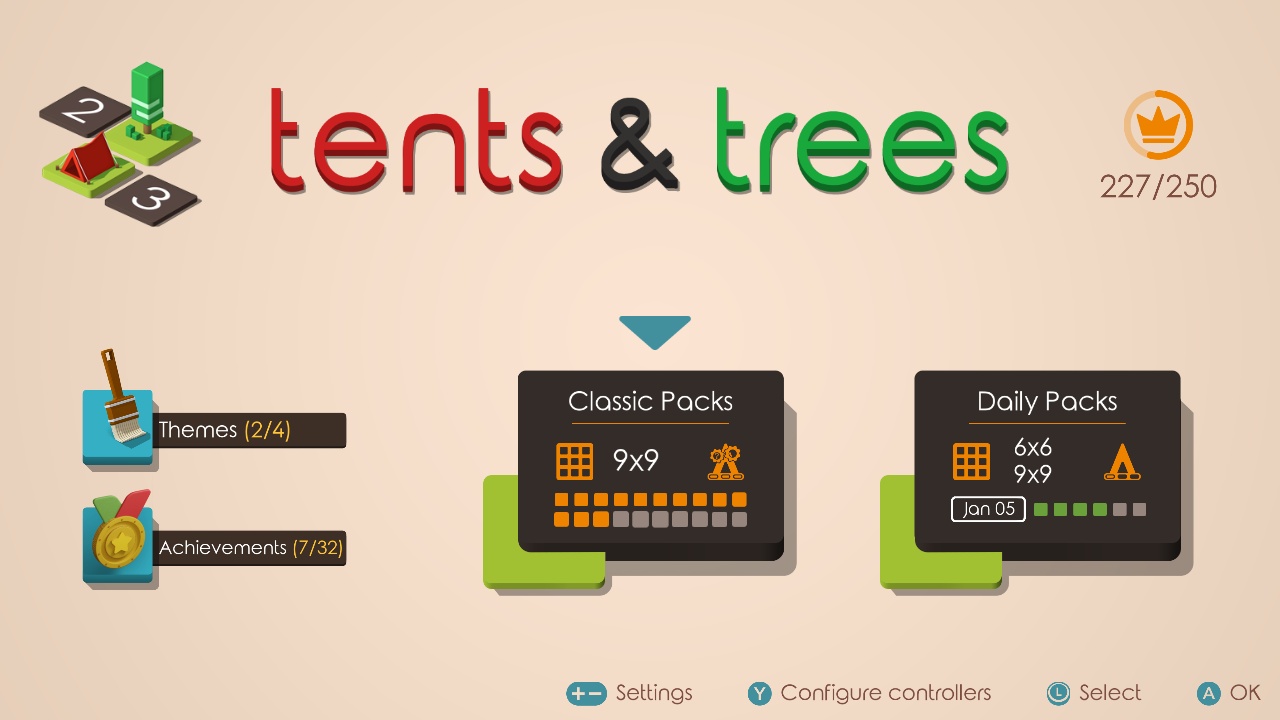 2
3
tents & trees
227/250
Themes (2/4)
Achievements (7/32)
Classic Packs
9x9
Daily Packs
6x6
9x9
Jan 05
+− Settings
Y Configure controllers
L Select
A OK